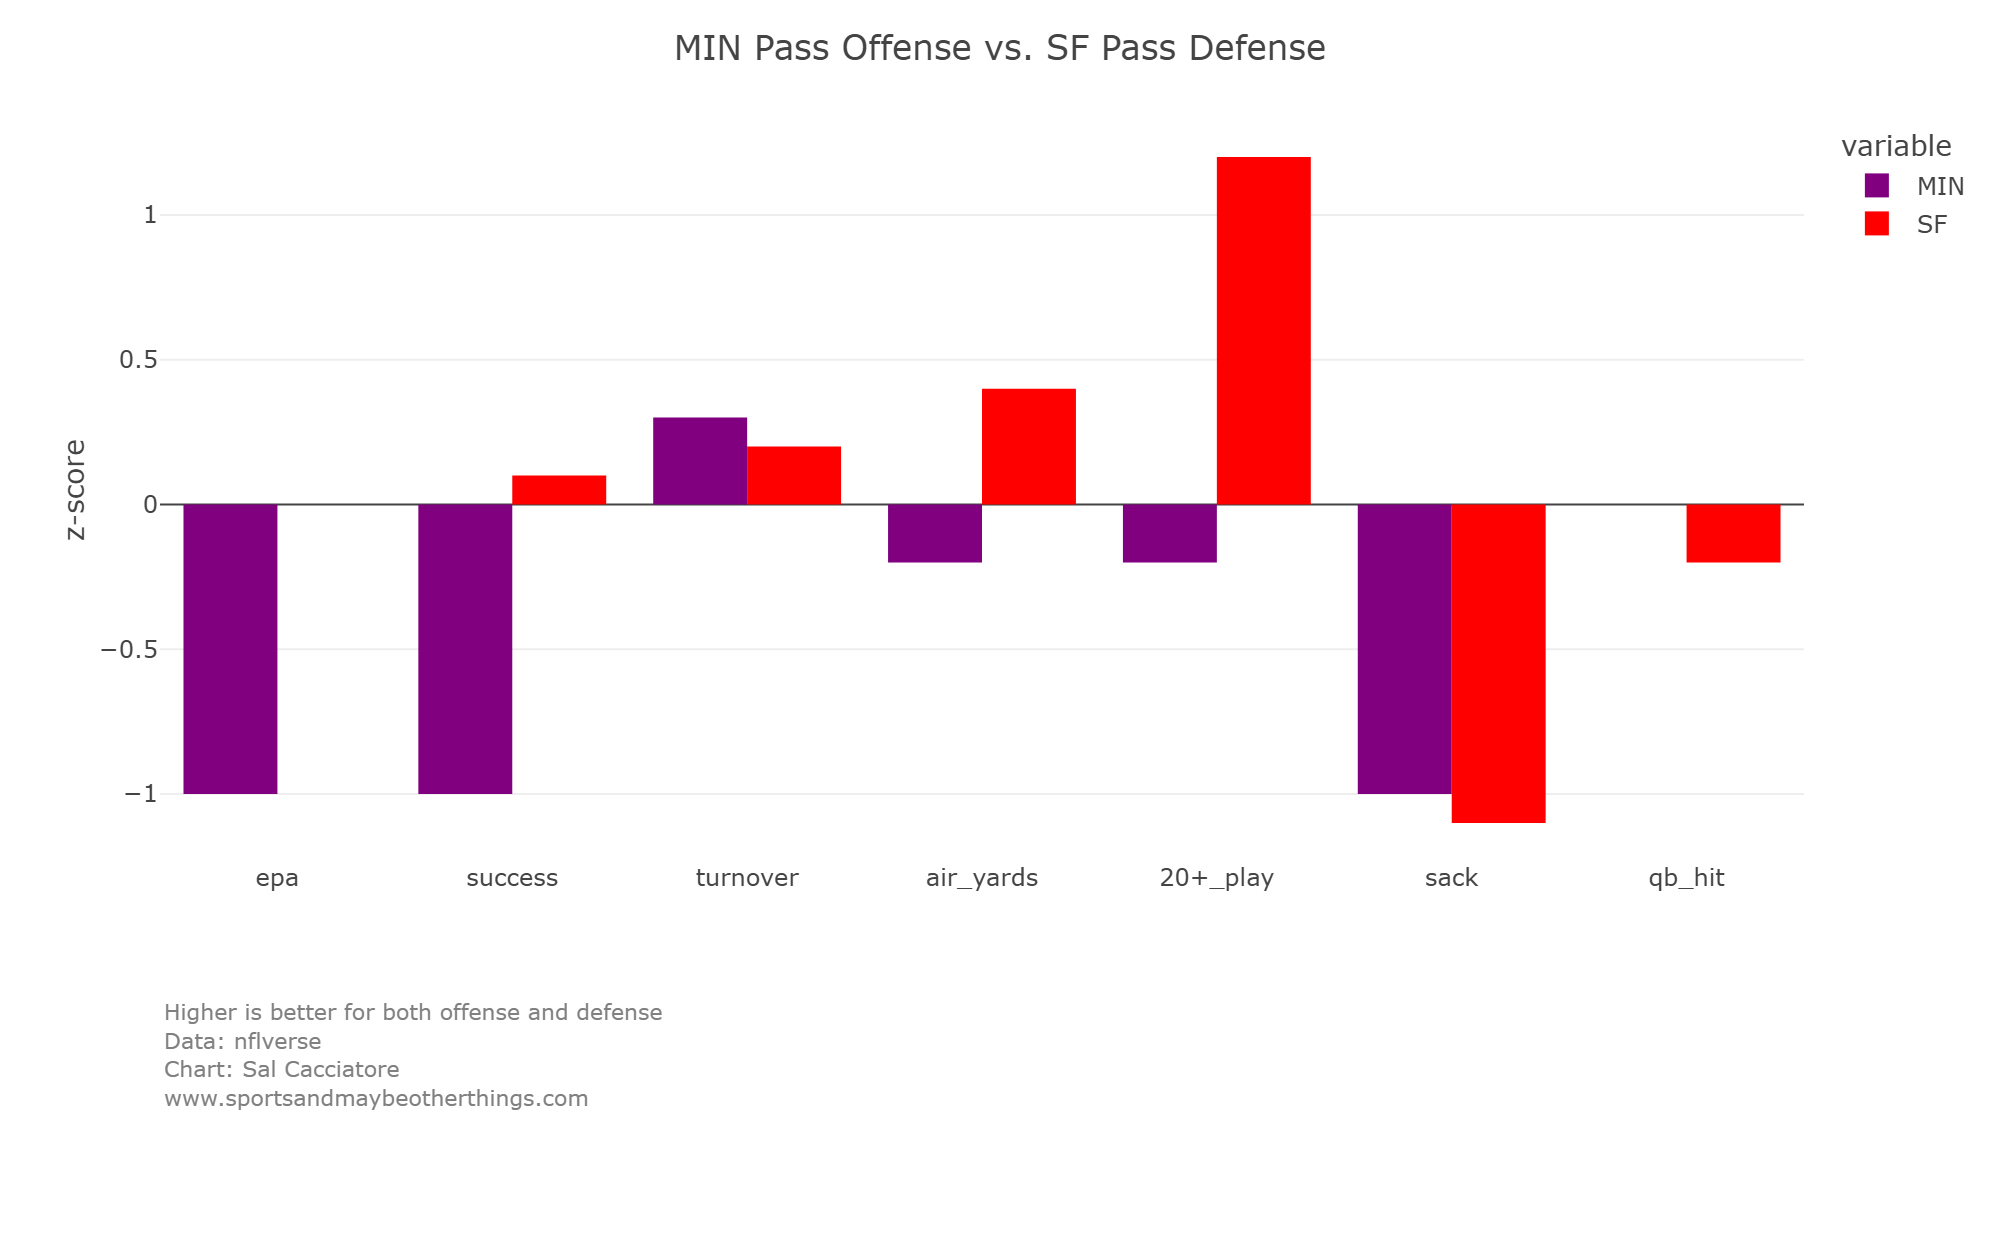 MIN Pass Offense vs. SF Pass Defense
variable
MIN
SF
1
0.5
0
−0.5
−1
z-score
epa
success
turnover
air_yards
20+_play
sack
qb_hit
Higher is better for both offense and defense
Data: nflverse
Chart: Sal Cacciatore
www.sportsandmaybeotherthings.com